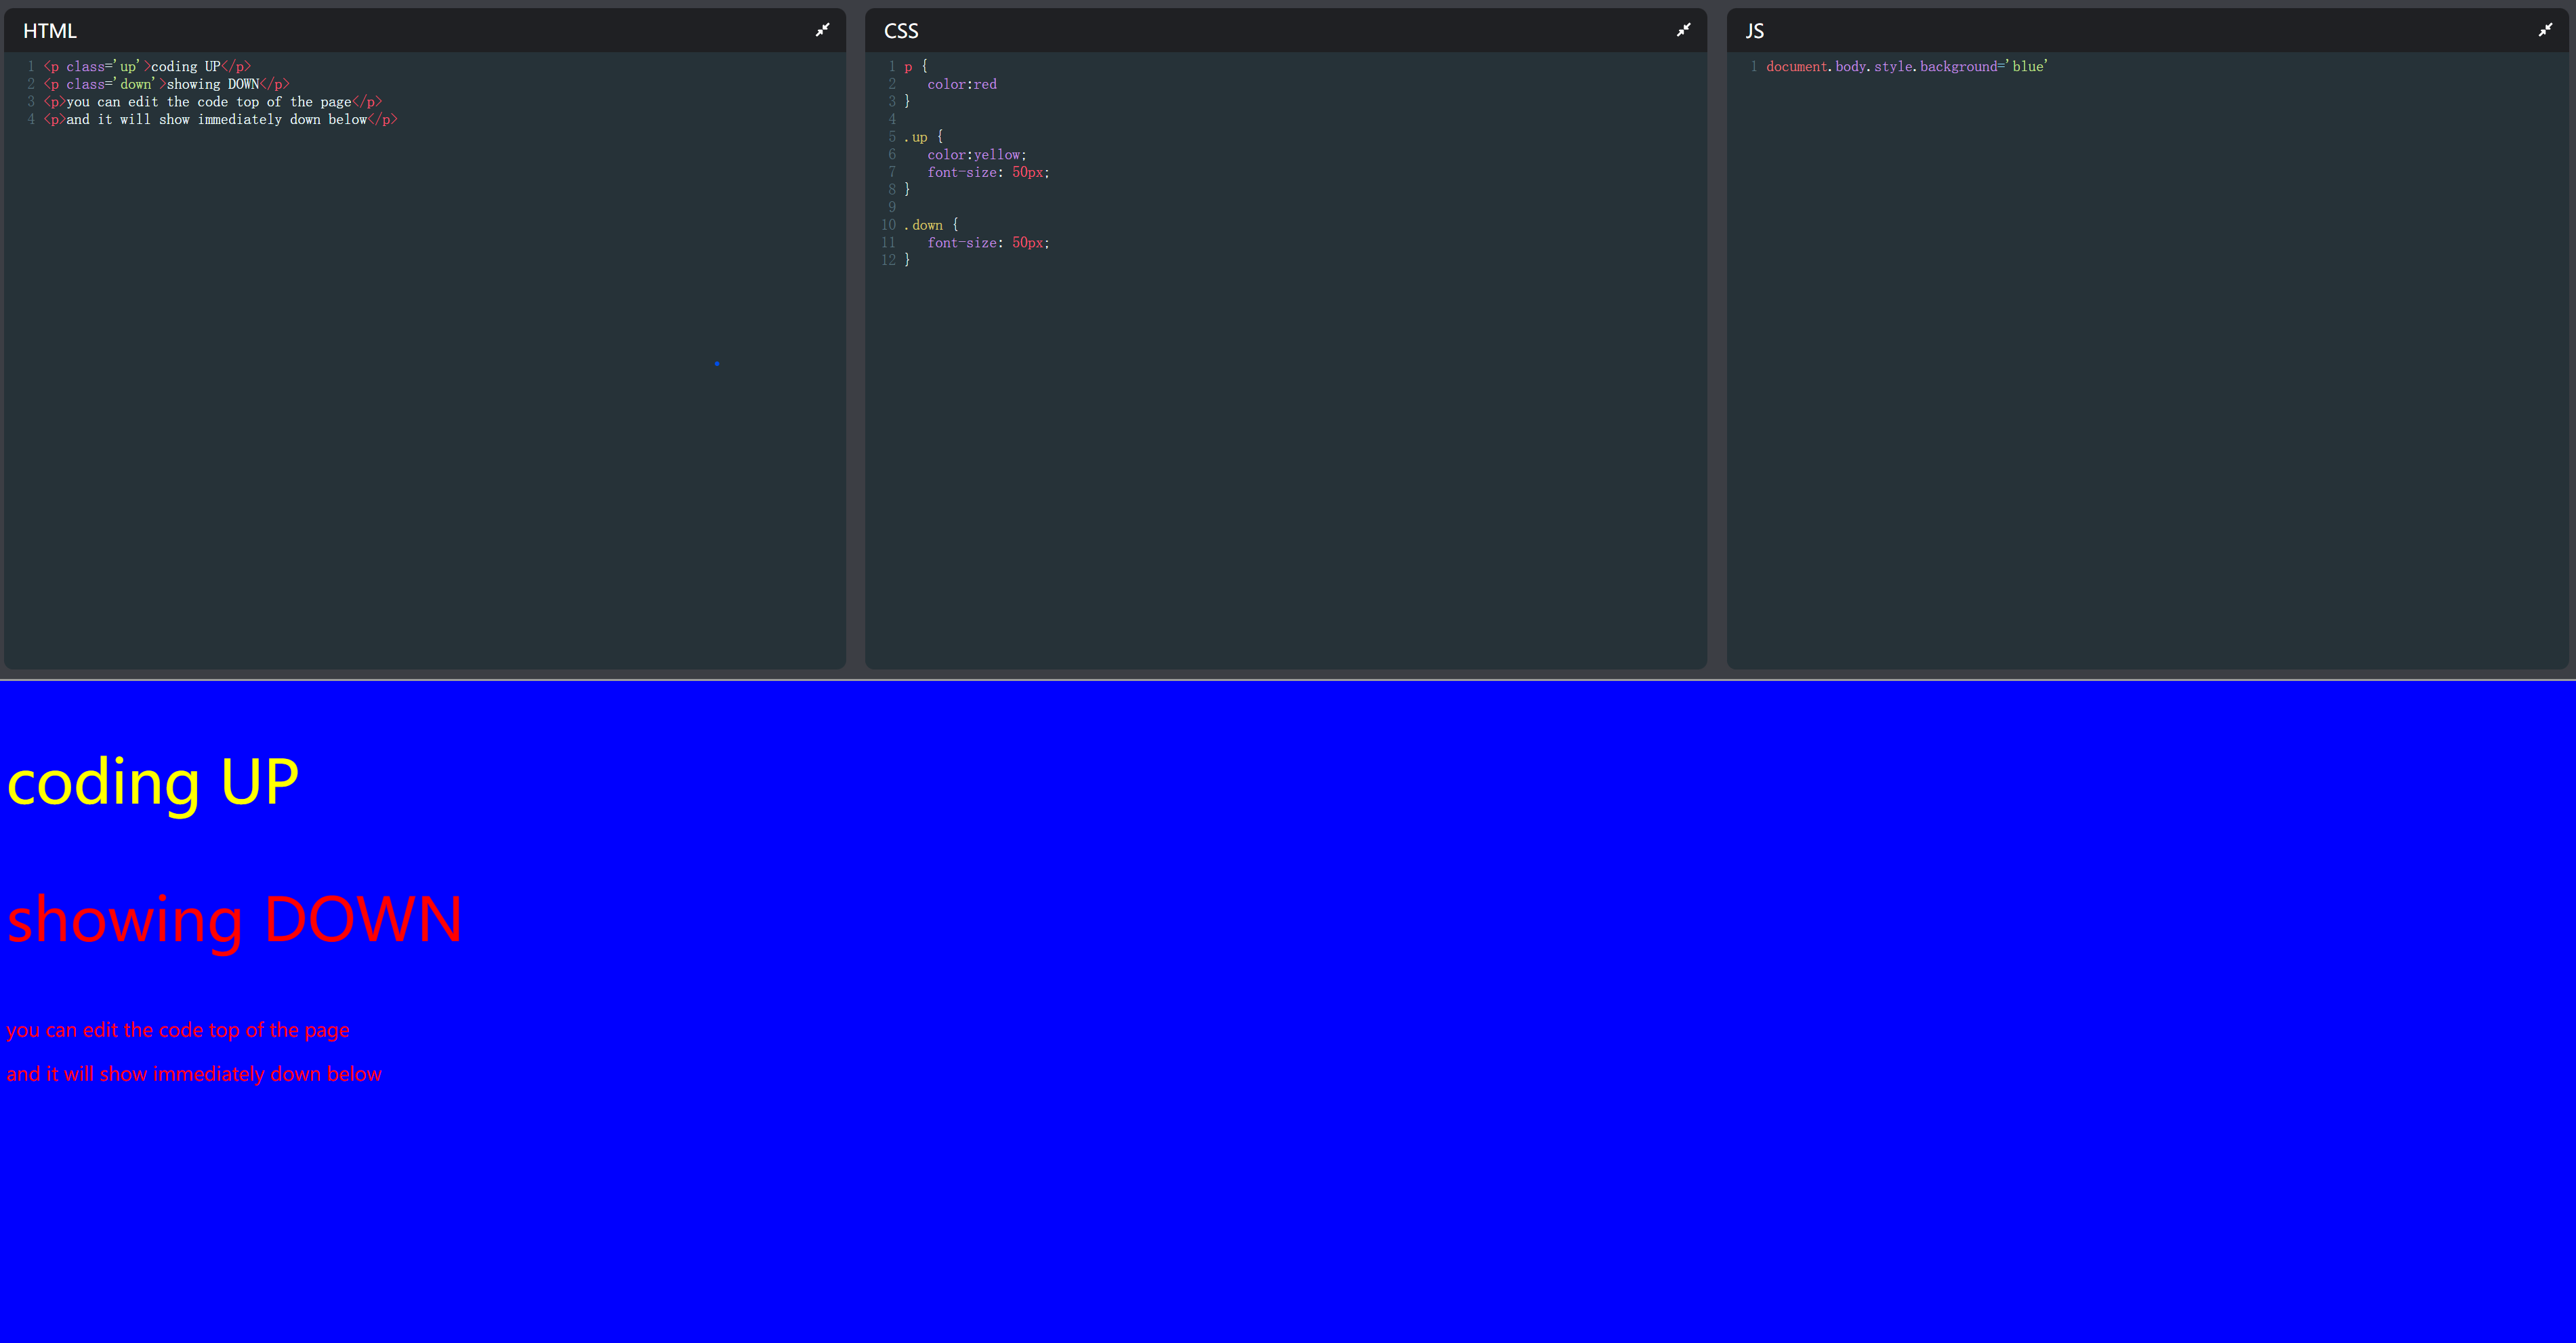 HTML
1 <p class='up'>coding UP</p>
2 <p class='down'>showing DOWN</p>
3 <p>you can edit the code top of the page</p>
4 <p>and it will show immediately down below</p>
CSS
1 p {
2 color:red
3 }
4
5 .up {
6 color:yellow;
7 font-size: 50px;
8 }
9
10 .down {
11 font-size: 50px;
12 }
JS
1 document.body.style.background='blue'
coding UP
showing DOWN
you can edit the code top of the page
and it will show immediately down below